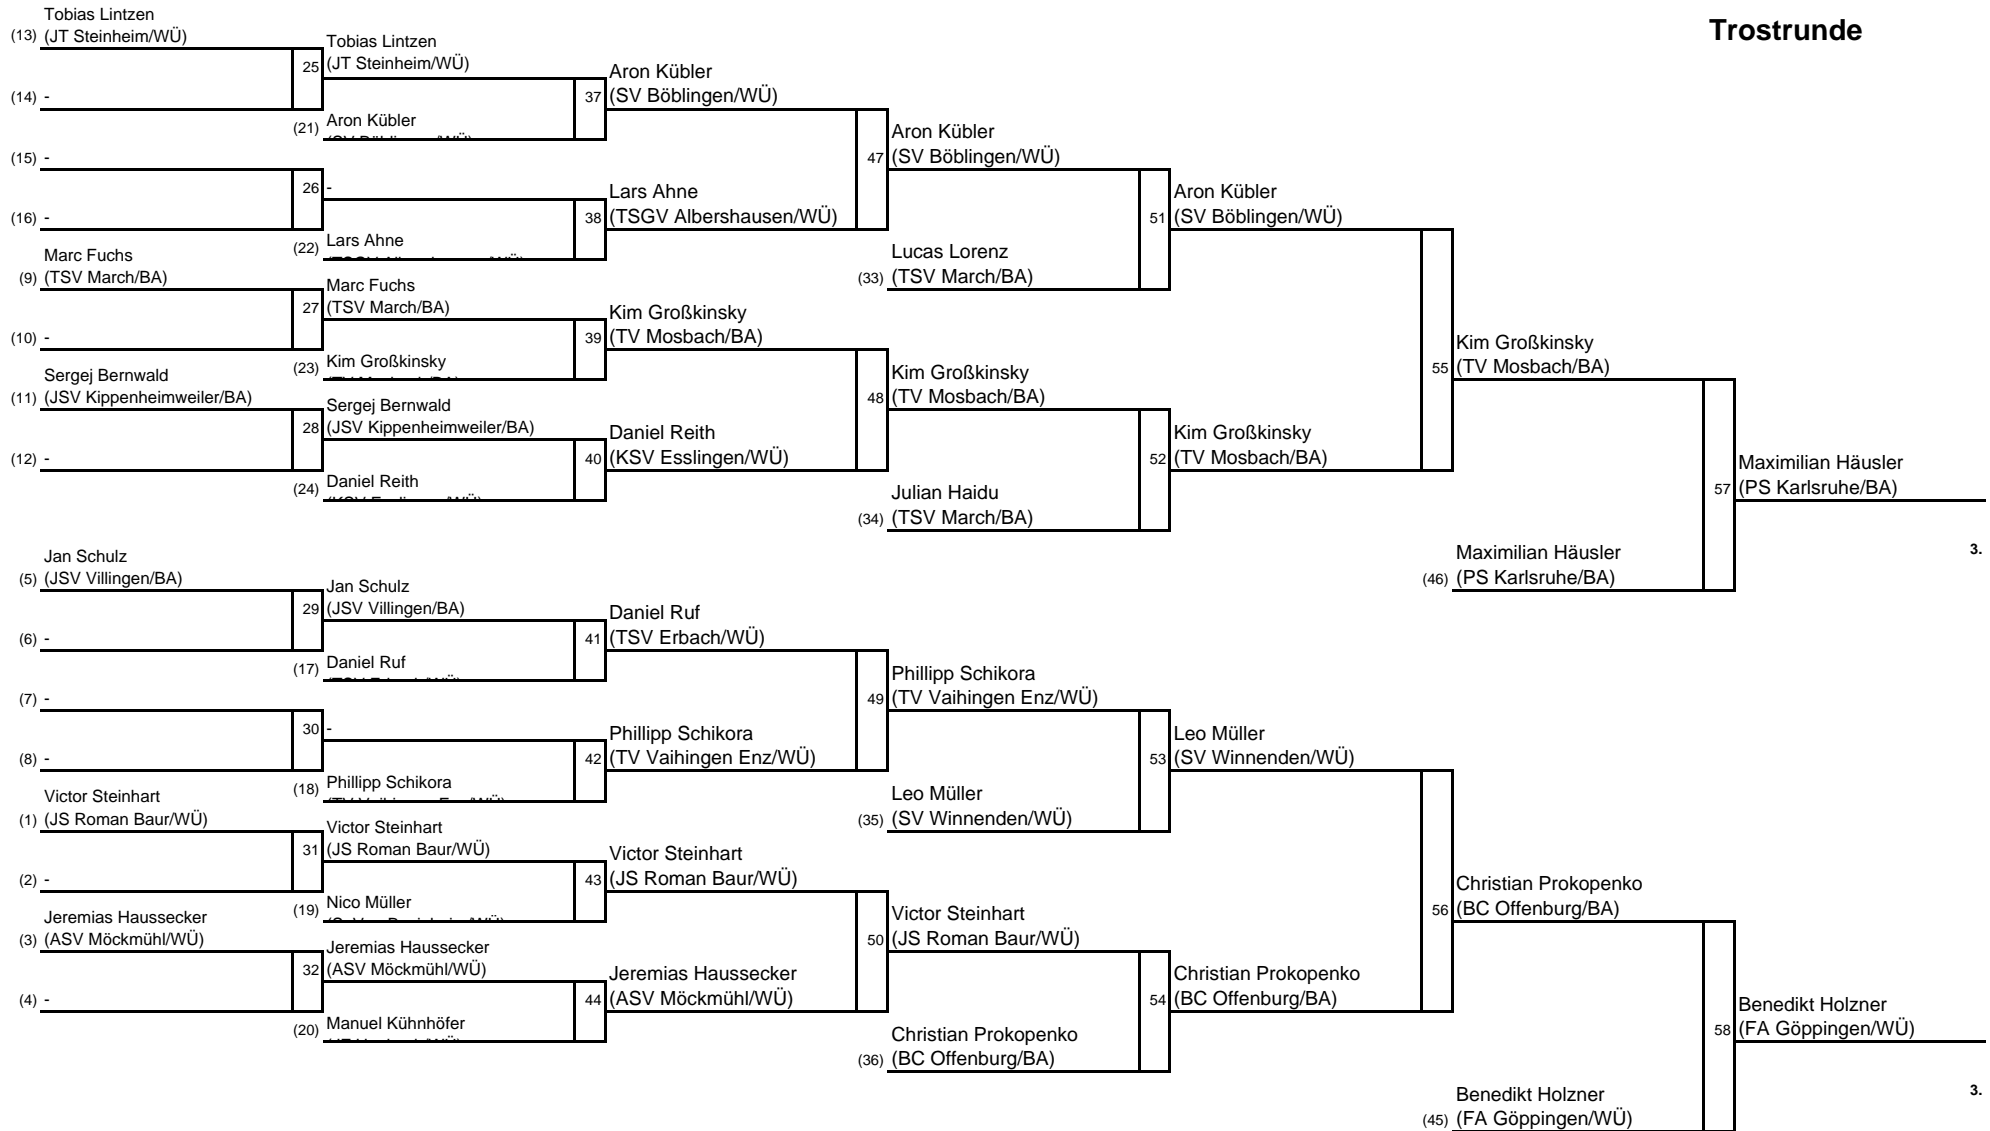 Trostrunde
Tobias Lintzen
(13) (JT Steinheim/WÜ)
(14) -
(15) -
(16) -
Marc Fuchs
(9) (TSV March/BA)
(10) -
Sergej Bernwald
(11) (JSV Kippenheimweiler/BA)
(12) -
Jan Schulz
(5) (JSV Villingen/BA)
(6) -
(7) -
(8) -
Victor Steinhart
(1) (JS Roman Baur/WÜ)
(2) -
Jeremias Haussecker
(3) (ASV Möckmühl/WÜ)
(4) -
Tobias Lintzen
25 (JT Steinheim/WÜ)
(21) Aron Kübler
26 -
(22) Lars Ahne
Marc Fuchs
27 (TSV March/BA)
(23) Kim Großkinsky
Sergej Bernwald
28 (JSV Kippenheimweiler/BA)
(24) Daniel Reith
Jan Schulz
29 (JSV Villingen/BA)
(17) Daniel Ruf
30 -
(18) Phillipp Schikora
Victor Steinhart
31 (JS Roman Baur/WÜ)
(19) Nico Müller
Jeremias Haussecker
32 (ASV Möckmühl/WÜ)
(20) Manuel Kühnhöfer
Aron Kübler
37 (SV Böblingen/WÜ)
Lars Ahne
38 (TSGV Albershausen/WÜ)
Kim Großkinsky
39 (TV Mosbach/BA)
Daniel Reith
40 (KSV Esslingen/WÜ)
Daniel Ruf
41 (TSV Erbach/WÜ)
Phillipp Schikora
42 (TV Vaihingen Enz/WÜ)
Victor Steinhart
43 (JS Roman Baur/WÜ)
Jeremias Haussecker
44 (ASV Möckmühl/WÜ)
Aron Kübler
47 (SV Böblingen/WÜ)
Lucas Lorenz
(33) (TSV March/BA)
Kim Großkinsky
48 (TV Mosbach/BA)
Julian Haidu
(34) (TSV March/BA)
Phillipp Schikora
49 (TV Vaihingen Enz/WÜ)
Leo Müller
(35) (SV Winnenden/WÜ)
Victor Steinhart
50 (JS Roman Baur/WÜ)
Christian Prokopenko
(36) (BC Offenburg/BA)
Aron Kübler
51 (SV Böblingen/WÜ)
Kim Großkinsky
52 (TV Mosbach/BA)
Leo Müller
53 (SV Winnenden/WÜ)
Christian Prokopenko
54 (BC Offenburg/BA)
Kim Großkinsky
55 (TV Mosbach/BA)
Maximilian Häusler
(46) (PS Karlsruhe/BA)
Christian Prokopenko
56 (BC Offenburg/BA)
Benedikt Holzner
(45) (FA Göppingen/WÜ)
Maximilian Häusler
57 (PS Karlsruhe/BA)
3.
Benedikt Holzner
58 (FA Göppingen/WÜ)
3.